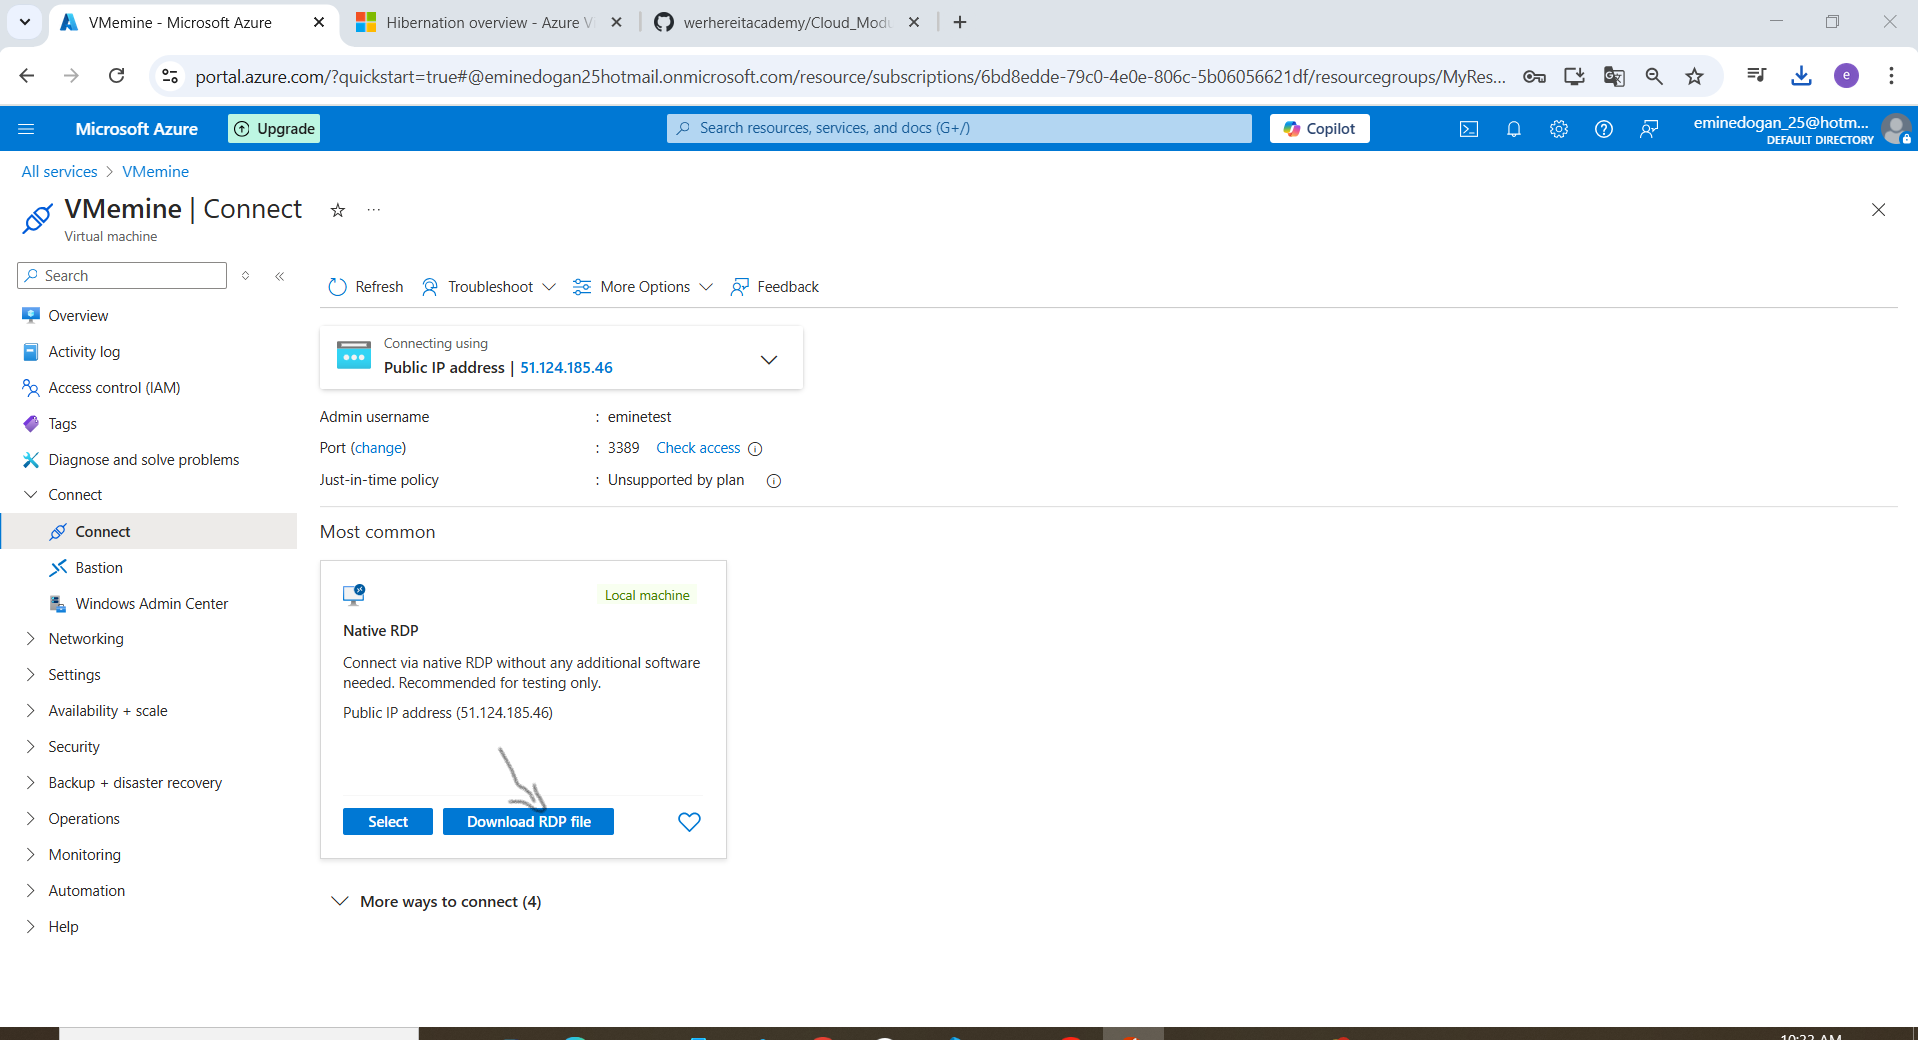 VMemine - Microsoft Azure
Hibernation overview - Azure Vi
werhereitacademy/Cloud_Modu
portal.azure.com/?quickstart=true#@eminedogan25hotmail.onmicrosoft.com/resource/subscriptions/6bd8edde-79c0-4e0e-806c-5b06056621df/resourcegroups/MyRes...
e
Microsoft Azure
Upgrade
Search resources, services, and docs (G+/)
Copilot
eminedogan_25@hotm...
DEFAULT DIRECTORY
All services > VMemine
VMemine | Connect
Virtual machine
Search
Overview
Activity log
Access control (IAM)
Tags
Diagnose and solve problems
Connect
Connect
Bastion
Windows Admin Center
Networking
Settings
Availability + scale
Security
Backup + disaster recovery
Operations
Monitoring
Automation
Help
Refresh
Troubleshoot
More Options
Feedback
Connecting using
Public IP address | 51.124.185.46
Admin username : eminetest
Port (change) : 3389 Check access
Just-in-time policy : Unsupported by plan
Most common
Local machine
Native RDP
Connect via native RDP without any additional software
needed. Recommended for testing only.
Public IP address (51.124.185.46)
Select
Download RDP file
More ways to connect (4)